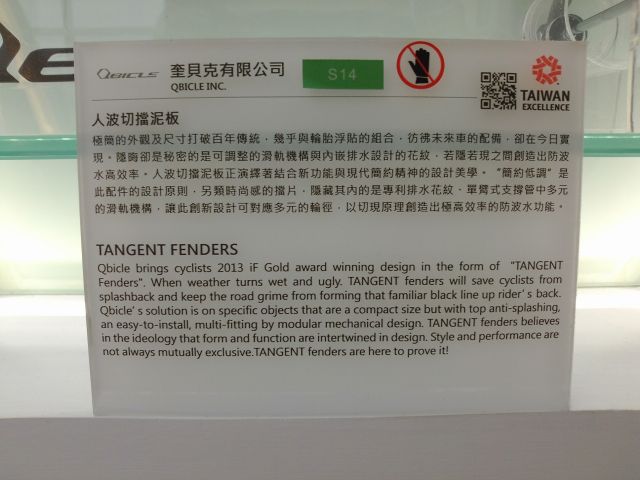 QBICLE 奎貝克有限公司
QBICLE INC.
S14
TAIWAN
EXCELLENCE
人波切擋泥板
極簡的外觀及尺寸打破百年傳統，幾乎與輪胎浮貼的組合，彷彿未來車的配備，卻在今日實
現。隱晦卻是秘密的是可調整的滑軌機構與內嵌排水設計的花紋，若隱若現之間創造出防波
水高效率。人波切擋泥板正演繹著結合新功能與現代簡約精神的設計美學。“簡約低調”是
此配件的設計原則，另類時尚感的擋片，隱藏其內的是專利排水花紋、單臂式支撐管中多元
的滑軌機構，讓此創新設計可對應多元的輪徑，以切現原理創造出極高效率的防波水功能。
TANGENT FENDERS
Qbicle brings cyclists 2013 iF Gold award winning design in the form of "TANGENT
Fenders". When weather turns wet and ugly. TANGENT fenders will save cyclists from
splashback and keep the road grime from forming that familiar black line up rider's back.
Qbicle's solution is on specific objects that are a compact size but with top anti-splashing,
an easy-to-install, multi-fitting by modular mechanical design. TANGENT fenders believes
in the ideology that form and function are intertwined in design. Style and performance are
not always mutually exclusive.TANGENT fenders are here to prove it!